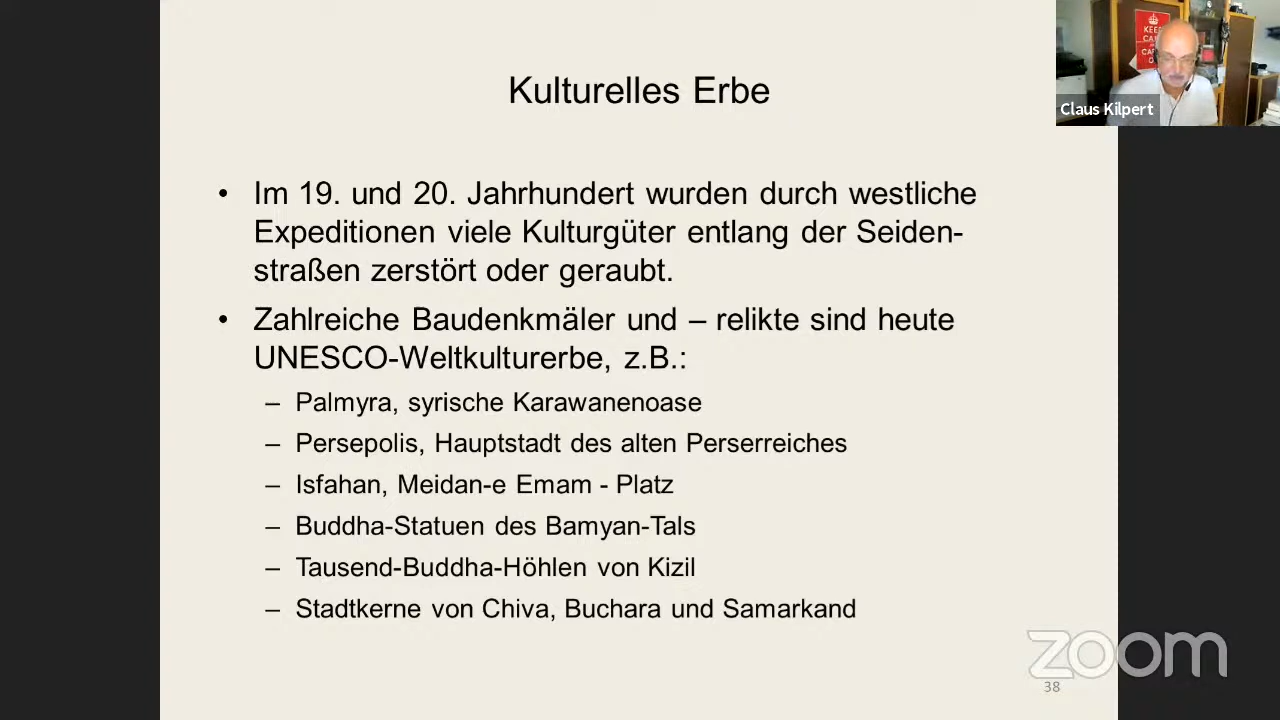 Kulturelles Erbe
KEEP
Claus Kilpert
• Im 19. und 20. Jahrhundert wurden durch westliche
Expeditionen viele Kulturgüter entlang der Seiden-
straßen zerstört oder geraubt.
• Zahlreiche Baudenkmäler und – relikte sind heute
UNESCO-Weltkulturerbe, z.B.:
– Palmyra, syrische Karawanenoase
– Persepolis, Hauptstadt des alten Perserreiches
– Isfahan, Meidan-e Emam - Platz
– Buddha-Statuen des Bamyan-Tals
– Tausend-Buddha-Höhlen von Kizil
– Stadtkerne von Chiva, Buchara und Samarkand
zoom
38